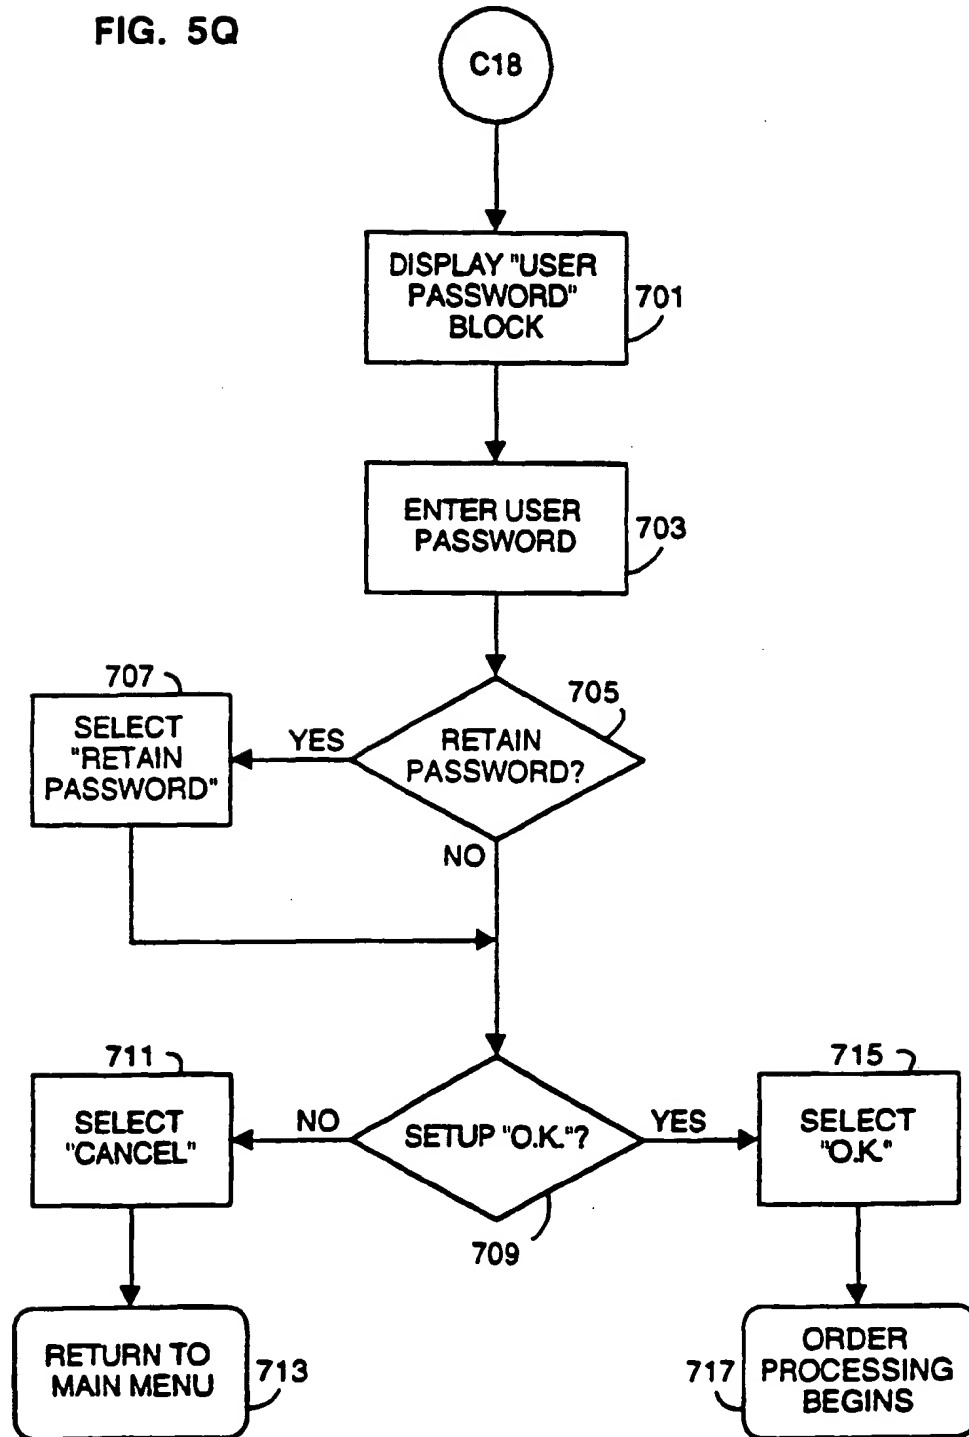 FIG. 5Q
C18
DISPLAY "USER
PASSWORD"
BLOCK
701
ENTER USER
PASSWORD
703
707
705
SELECT
"RETAIN
PASSWORD"
YES
RETAIN
PASSWORD?
NO
711
715
SELECT
"CANCEL"
NO
SETUP "O.K."?
YES
SELECT
"O.K."
709
RETURN TO
MAIN MENU
713
717
ORDER
PROCESSING
BEGINS